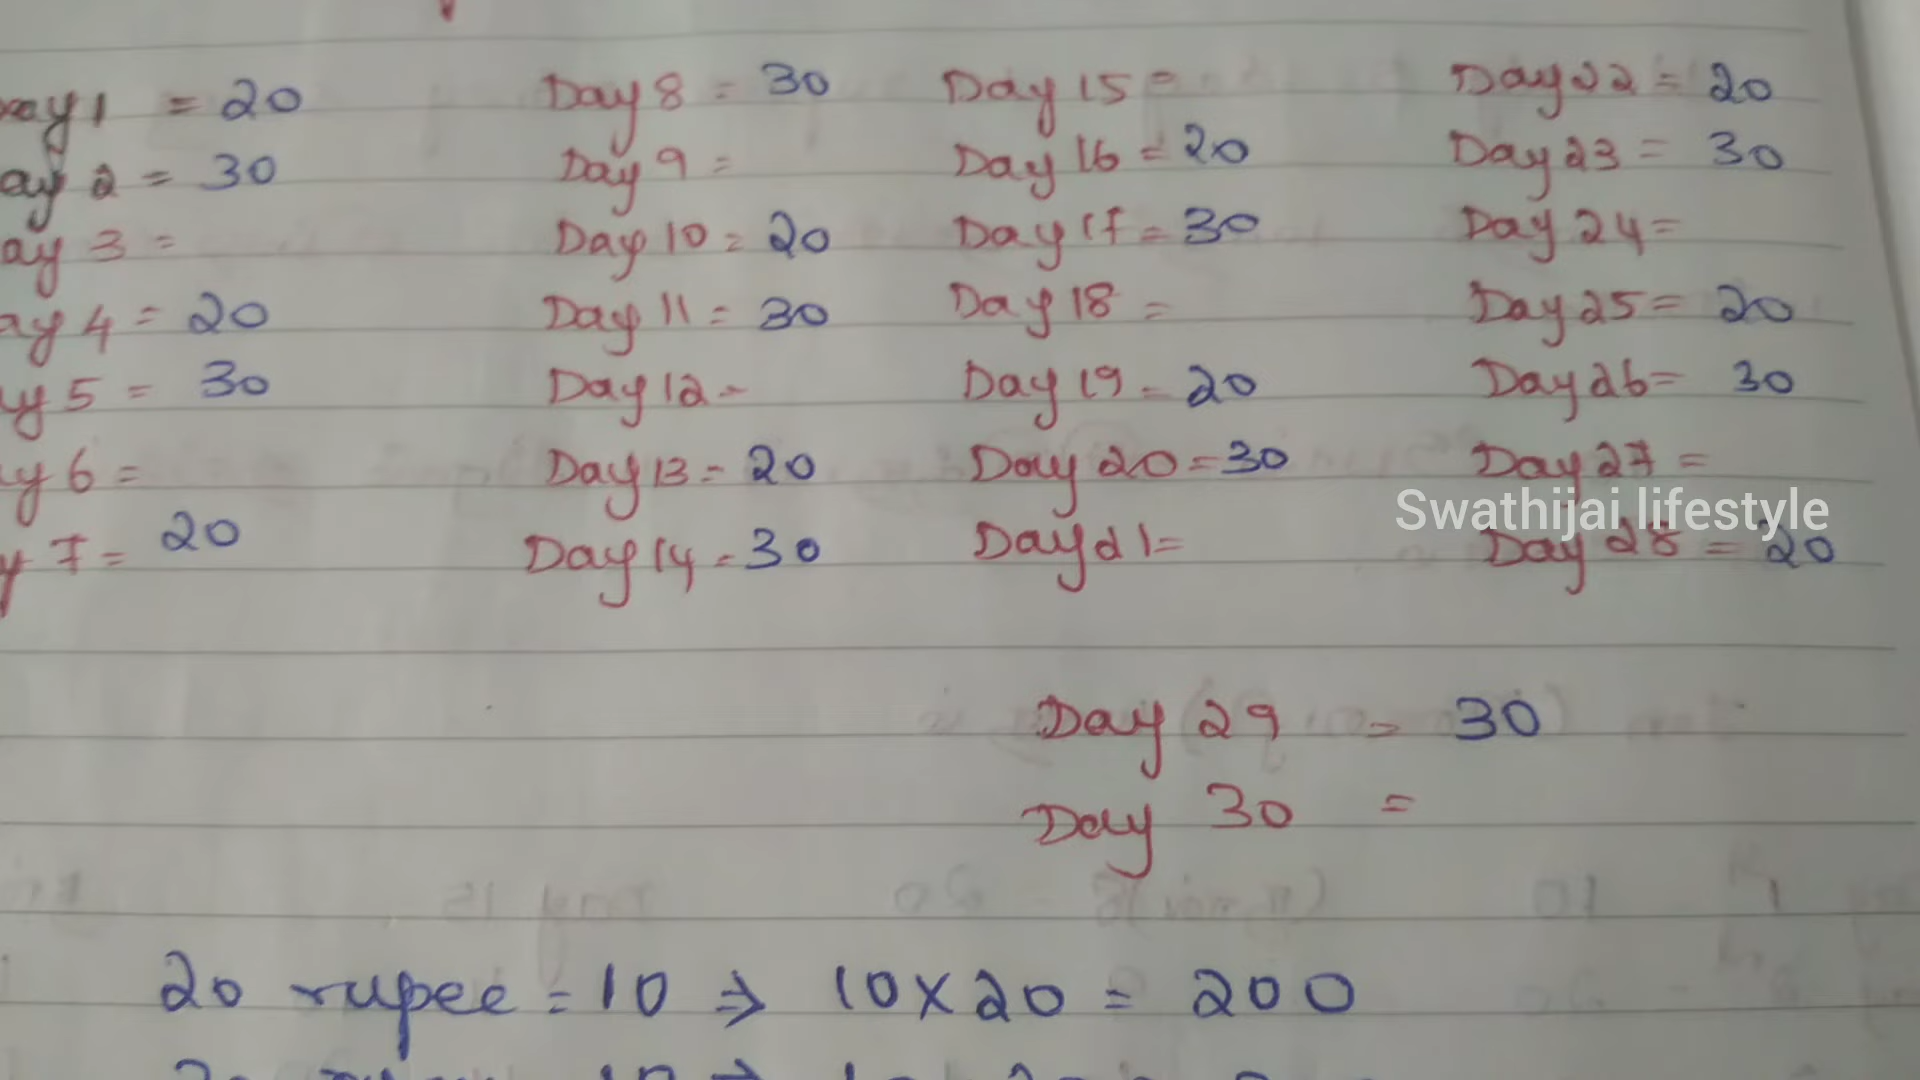 ay 1 = 20
ay 2 = 30
ay 3 =
ay 4 = 20
y 5 = 30
y 6 =
y 7 = 20
Day 8 = 30
Day 9 =
Day 10 = 20
Day 11 = 30
Day 12 =
Day 13 = 20
Day 14 = 30
Day 15 =
Day 16 = 20
Day 17 = 30
Day 18 =
Day 19 = 20
Day 20 = 30
Day 21 =
Day 22 = 20
Day 23 = 30
Day 24 =
Day 25 = 20
Day 26 = 30
Day 27 =
Swathijai lifestyle
Day 28 = 20
Day 29 = 30
Day 30 =
20 rupee = 10 ⇒ 10 x 20 = 200